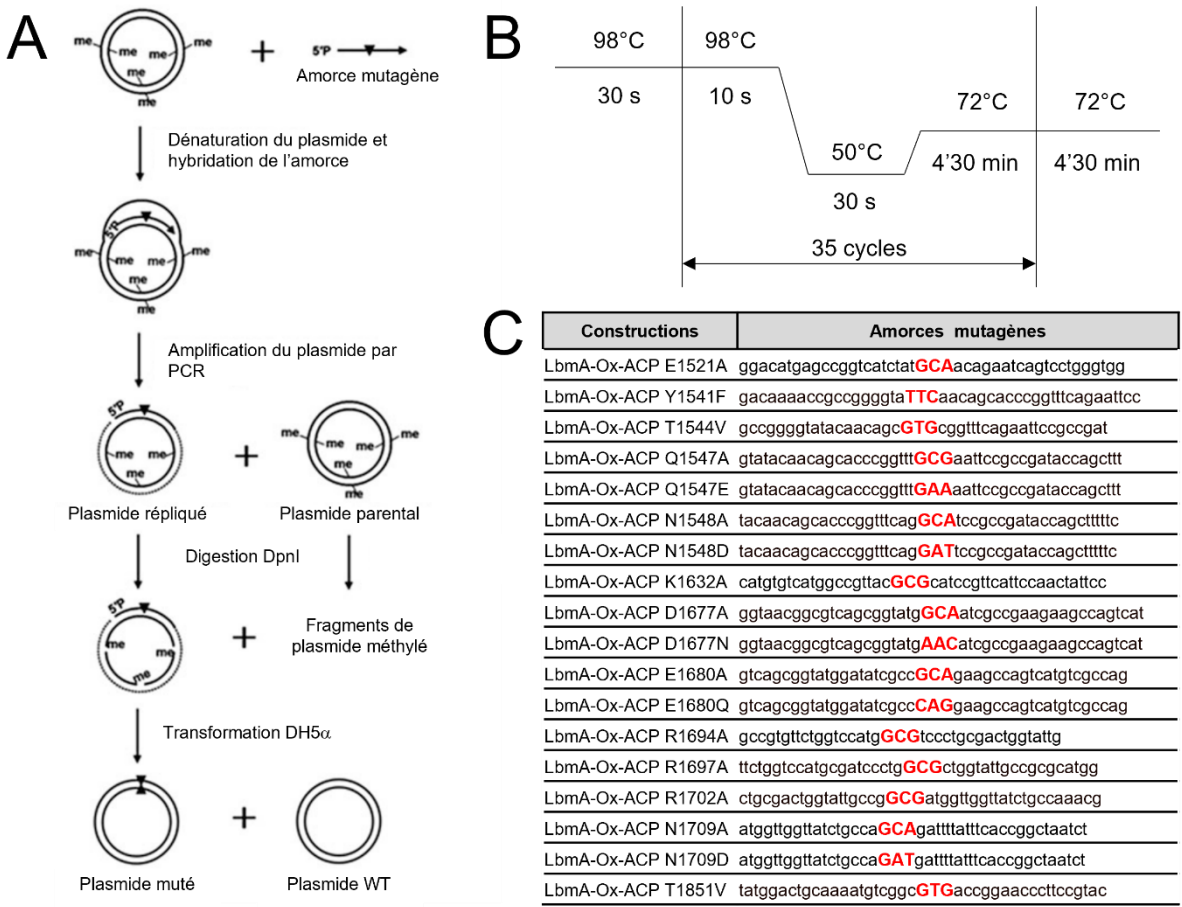 A
me
me
me
me
me
me
+
5'P
Amorce mutagène
Dénaturation du plasmide et
hybridation de l'amorce
5'P
me
me
me
me
me
me
Amplification du plasmide par
PCR
5'P
me
me
me
+
me
me
me
me
me
me
Plasmide répliqué
Plasmide parental
Digestion DpnI
5'P
me
me
me
+
Fragments de
plasmide méthylé
Transformation DH5α
+
Plasmide muté
Plasmide WT
B
98°C
98°C
72°C
72°C
30 s
10 s
50°C
4'30 min
4'30 min
30 s
35 cycles
C
Constructions Amorces mutagènes
LbmA-Ox-ACP E1521A ggacatgagccggtcatctatGCAacagaatcagtcctgggtgg
LbmA-Ox-ACP Y1541F gacaaaaccgccggggtaTTCaacagcacccggtttcagaattcc
LbmA-Ox-ACP T1544V gccggggtatacaacagcGTGcggtttcagaattccgccgat
LbmA-Ox-ACP Q1547A gtatacaacagcacccggtttGCGaattccgccgataccagcttt
LbmA-Ox-ACP Q1547E gtatacaacagcacccggtttGAAaattccgccgataccagcttt
LbmA-Ox-ACP N1548A tacaacagcacccggtttcagGCAtccgccgataccagctttttc
LbmA-Ox-ACP N1548D tacaacagcacccggtttcagGATtccgccgataccagctttttc
LbmA-Ox-ACP K1632A catgtgtcatggccgttacGCGcatccgttcattccaactattcc
LbmA-Ox-ACP D1677A ggtaacggcgtcagcggtatgGCAatcgccgaagaagccagtcat
LbmA-Ox-ACP D1677N ggtaacggcgtcagcggtatgAACatcgccgaagaagccagtcat
LbmA-Ox-ACP E1680A gtcagcggtatggatatcgccGCAgaagccagtcatgtcgccag
LbmA-Ox-ACP E1680Q gtcagcggtatggatatcgccCAGgaagccagtcatgtcgccag
LbmA-Ox-ACP R1694A gccgtgttctggtccatgGCGtccctgcgactggtattg
LbmA-Ox-ACP R1697A ttctggtccatgcgatccctgGCGctggtattgccgcgcatgg
LbmA-Ox-ACP R1702A ctgcgactggtattgccgGCGatggttggttatctgccaaacg
LbmA-Ox-ACP N1709A atggttggttatctgccaGCAgattttatttcaccggctaatct
LbmA-Ox-ACP N1709D atggttggttatctgccaGATgattttatttcaccggctaatct
LbmA-Ox-ACP T1851V tatggactgcaaaatgtcggcGTGaccggaacccttccgtac